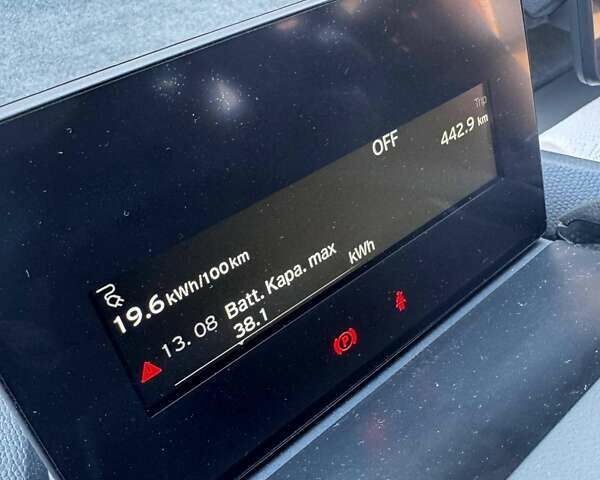 Trip
OFF 442.9 km
19.6 kWh/100km
13. 08 Batt. Kapa. max
38.1 kWh
P